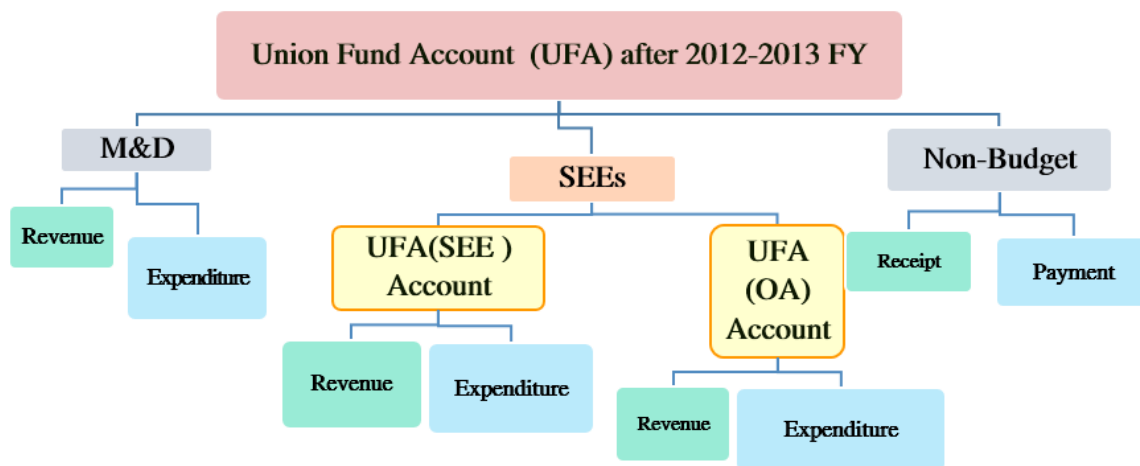 Union Fund Account (UFA) after 2012-2013 FY
M&D
SEEs
Non-Budget
Revenue
Expenditure
UFA(SEE )
Account
UFA
(OA)
Account
Receipt
Payment
Revenue
Expenditure
Revenue
Expenditure